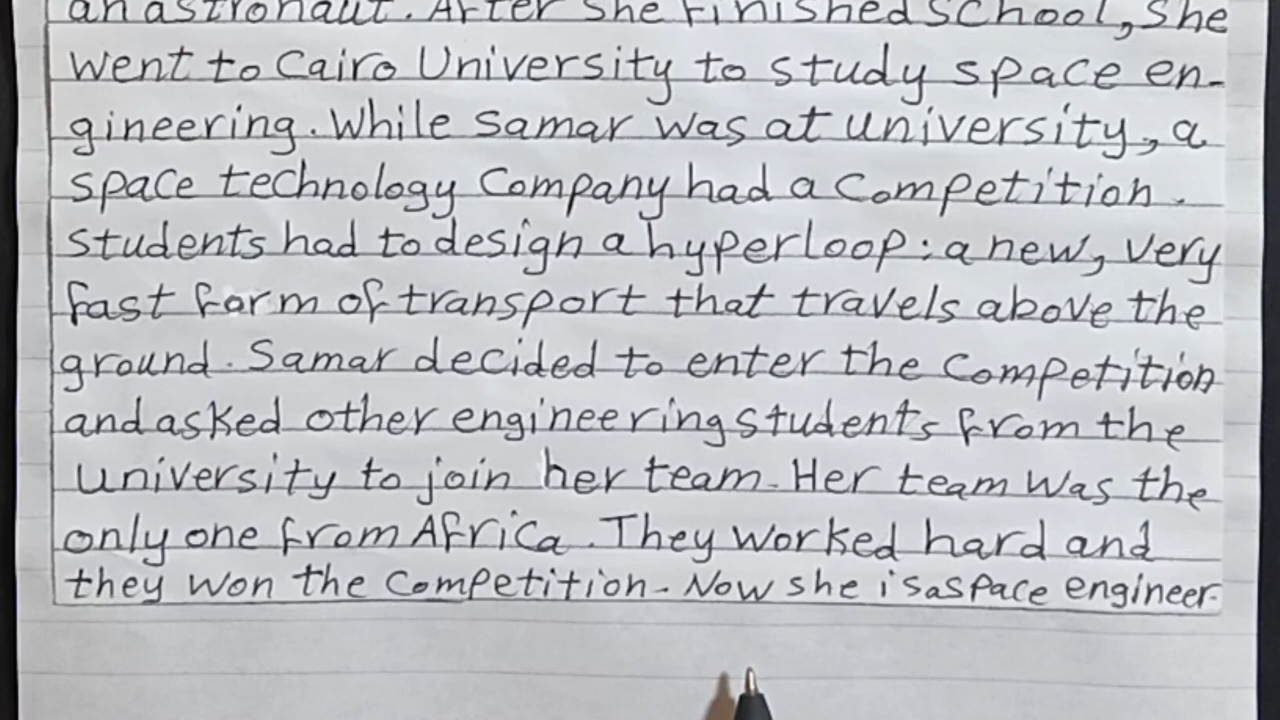 an astronaut. After she finished school, she
went to Cairo University to study space en-
gineering. While Samar was at university, a
space technology Company had a Competition.
Students had to design a hyperloop: a new, very
fast form of transport that travels above the
ground. Samar decided to enter the Competition
and asked other engineering students from the
university to join her team. Her team was the
only one from Africa. They worked hard and
they won the Competition. Now she is a space engineer.